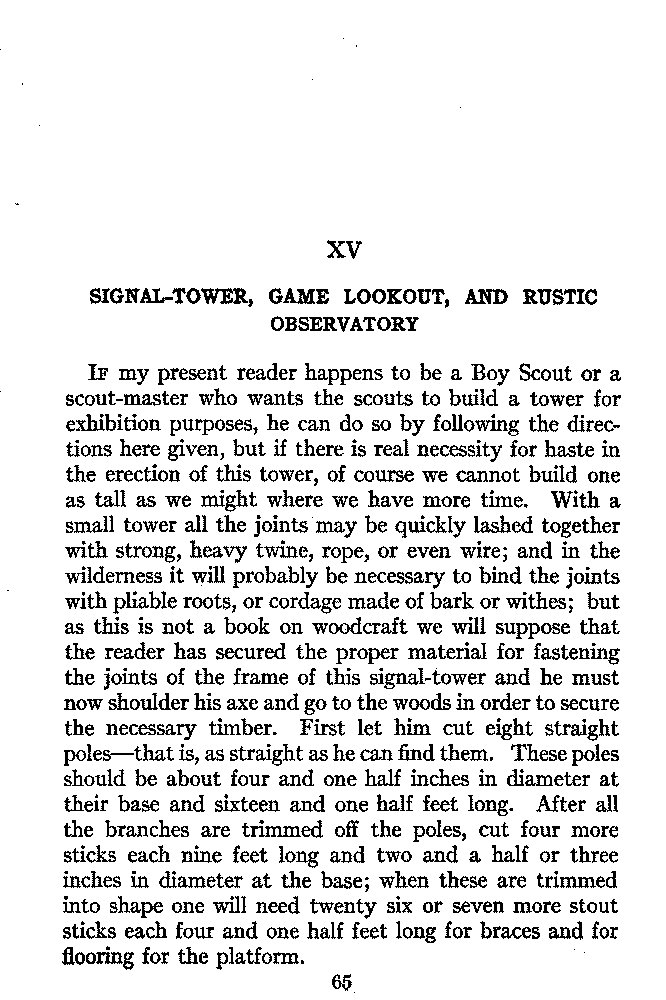 XV
SIGNAL-TOWER, GAME LOOKOUT, AND RUSTIC
OBSERVATORY
IF my present reader happens to be a Boy Scout or a
scout-master who wants the scouts to build a tower for
exhibition purposes, he can do so by following the direc-
tions here given, but if there is real necessity for haste in
the erection of this tower, of course we cannot build one
as tall as we might where we have more time. With a
small tower all the joints may be quickly lashed together
with strong, heavy twine, rope, or even wire; and in the
wilderness it will probably be necessary to bind the joints
with pliable roots, or cordage made of bark or withes; but
as this is not a book on woodcraft we will suppose that
the reader has secured the proper material for fastening
the joints of the frame of this signal-tower and he must
now shoulder his axe and go to the woods in order to secure
the necessary timber. First let him cut eight straight
poles—that is, as straight as he can find them. These poles
should be about four and one half inches in diameter at
their base and sixteen and one half feet long. After all
the branches are trimmed off the poles, cut four more
sticks each nine feet long and two and a half or three
inches in diameter at the base; when these are trimmed
into shape one will need twenty six or seven more stout
sticks each four and one half feet long for braces and for
flooring for the platform.
65